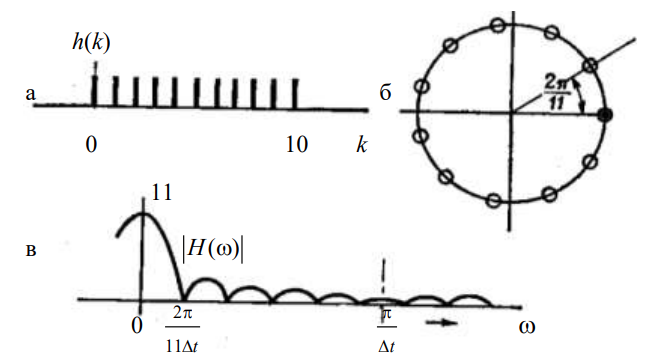 h(k)
а
0 10 k
б
2π
11
11
в
|H(ω)|
0 2π π ω
11Δt Δt